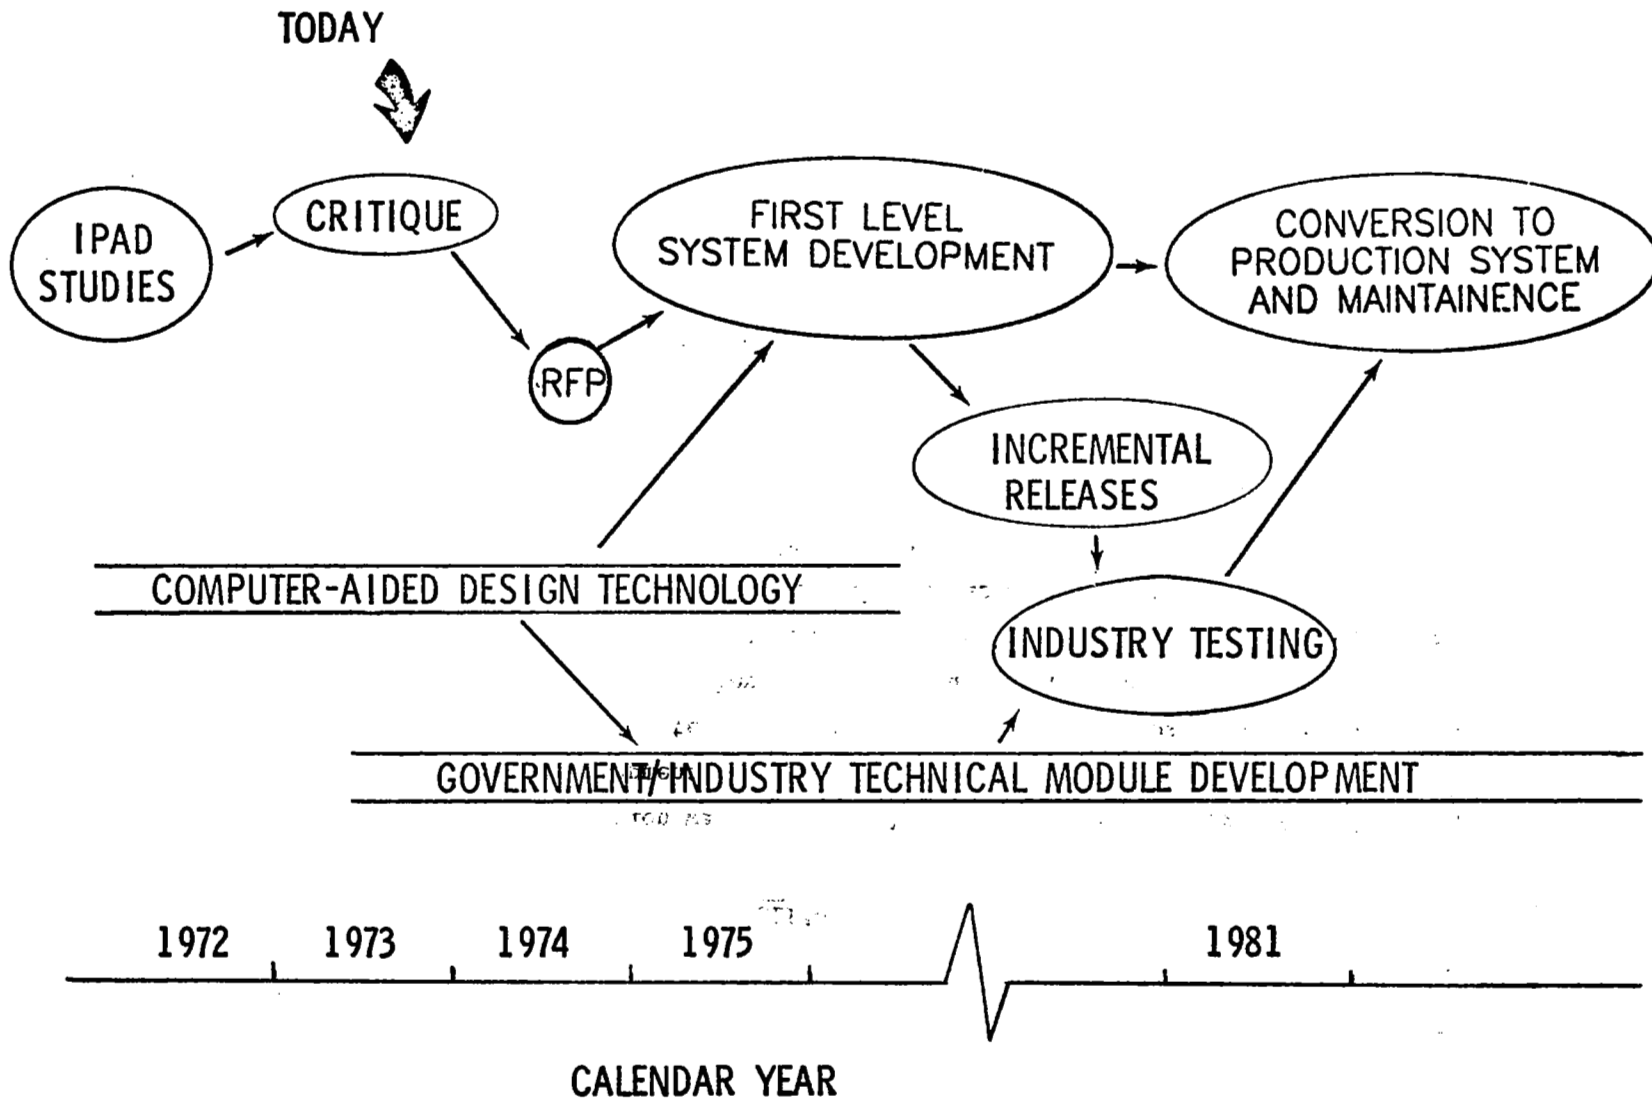 TODAY
IPAD
STUDIES
CRITIQUE
RFP
FIRST LEVEL
SYSTEM DEVELOPMENT
CONVERSION TO
PRODUCTION SYSTEM
AND MAINTAINENCE
INCREMENTAL
RELEASES
COMPUTER-AIDED DESIGN TECHNOLOGY
INDUSTRY TESTING
GOVERNMENT/INDUSTRY TECHNICAL MODULE DEVELOPMENT
1972 1973 1974 1975 1981
CALENDAR YEAR